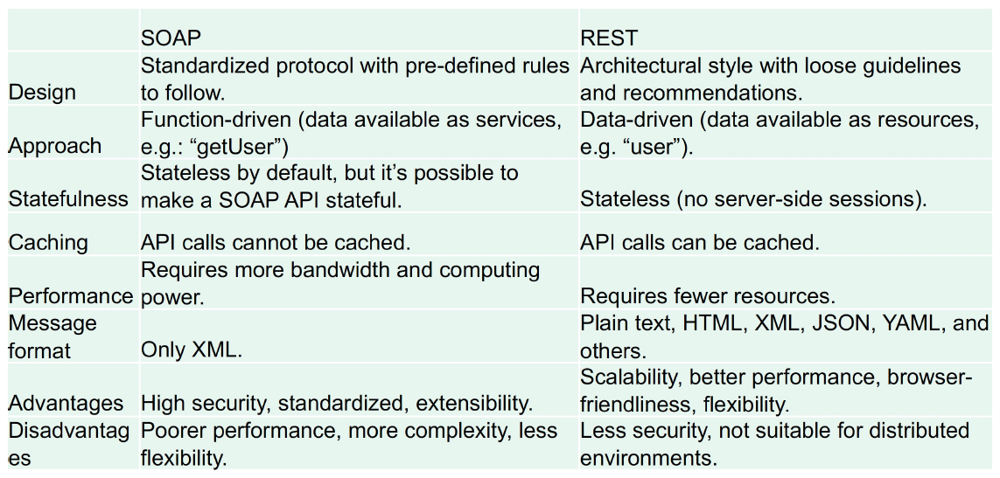 SOAP
REST
Design
Standardized protocol with pre-defined rules
to follow.
Architectural style with loose guidelines
and recommendations.
Approach
Function-driven (data available as services,
e.g.: “getUser”)
Data-driven (data available as resources,
e.g. “user”).
Statefulness
Stateless by default, but it’s possible to
make a SOAP API stateful.
Stateless (no server-side sessions).
Caching
API calls cannot be cached.
API calls can be cached.
Performance
Requires more bandwidth and computing
power.
Requires fewer resources.
Message
format
Only XML.
Plain text, HTML, XML, JSON, YAML, and
others.
Advantages
High security, standardized, extensibility.
Scalability, better performance, browser-
friendliness, flexibility.
Disadvantag
es
Poorer performance, more complexity, less
flexibility.
Less security, not suitable for distributed
environments.